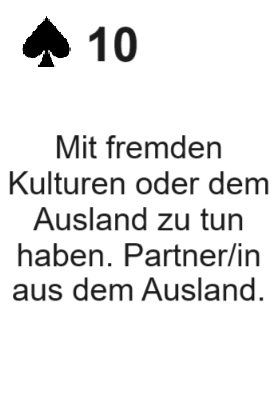 ♠ 10
Mit fremden
Kulturen oder dem
Ausland zu tun
haben. Partner/in
aus dem Ausland.